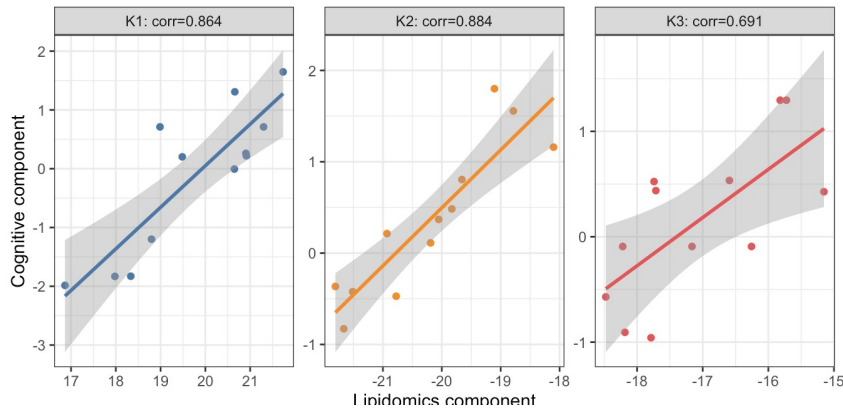 K1: corr=0.864
K2: corr=0.884
K3: corr=0.691
Cognitive component
2
1
0
-1
-2
-3
2
1
0
-1
1
0
-1
17 18 19 20 21
-21 -20 -19 -18
-18 -17 -16 -15
Lipidomics component